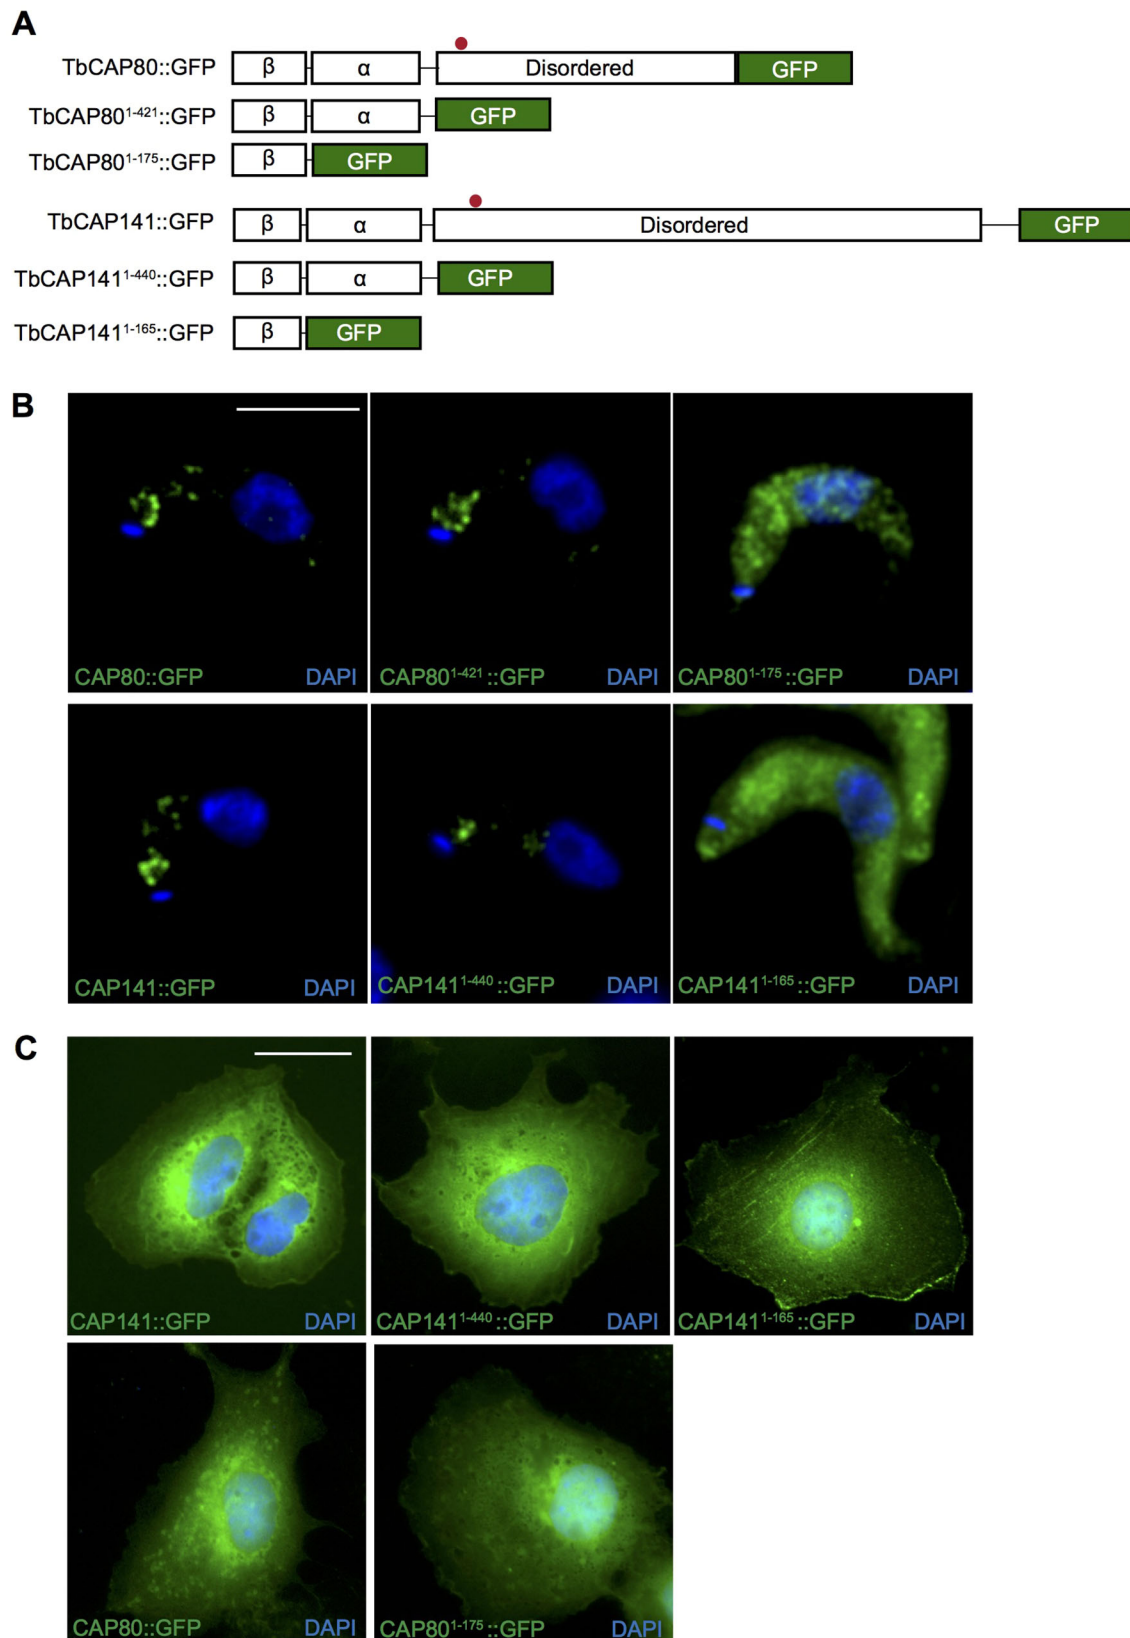 A
TbCAP80::GFP β α Disordered GFP
TbCAP80¹⁻⁴²¹::GFP β α GFP
TbCAP80¹⁻¹⁷⁵::GFP β GFP
TbCAP141::GFP β α Disordered GFP
TbCAP141¹⁻⁴⁴⁰::GFP β α GFP
TbCAP141¹⁻¹⁶⁵::GFP β GFP
B
CAP80::GFP DAPI CAP80¹⁻⁴²¹::GFP DAPI CAP80¹⁻¹⁷⁵::GFP DAPI
CAP141::GFP DAPI CAP141¹⁻⁴⁴⁰::GFP DAPI CAP141¹⁻¹⁶⁵::GFP DAPI
C
CAP141::GFP DAPI CAP141¹⁻⁴⁴⁰::GFP DAPI CAP141¹⁻¹⁶⁵::GFP DAPI
CAP80::GFP DAPI CAP80¹⁻¹⁷⁵::GFP DAPI